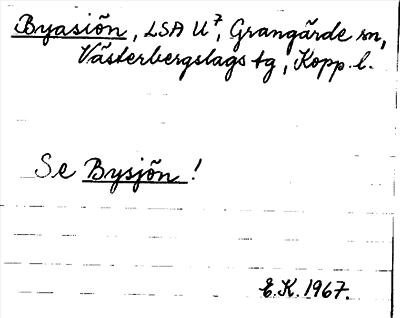 Byasiön, LSA U⁷, Grangärde sn,
Västerbergslags tg, Kopp. l.
Se Bysjön!
E.K. 1967.